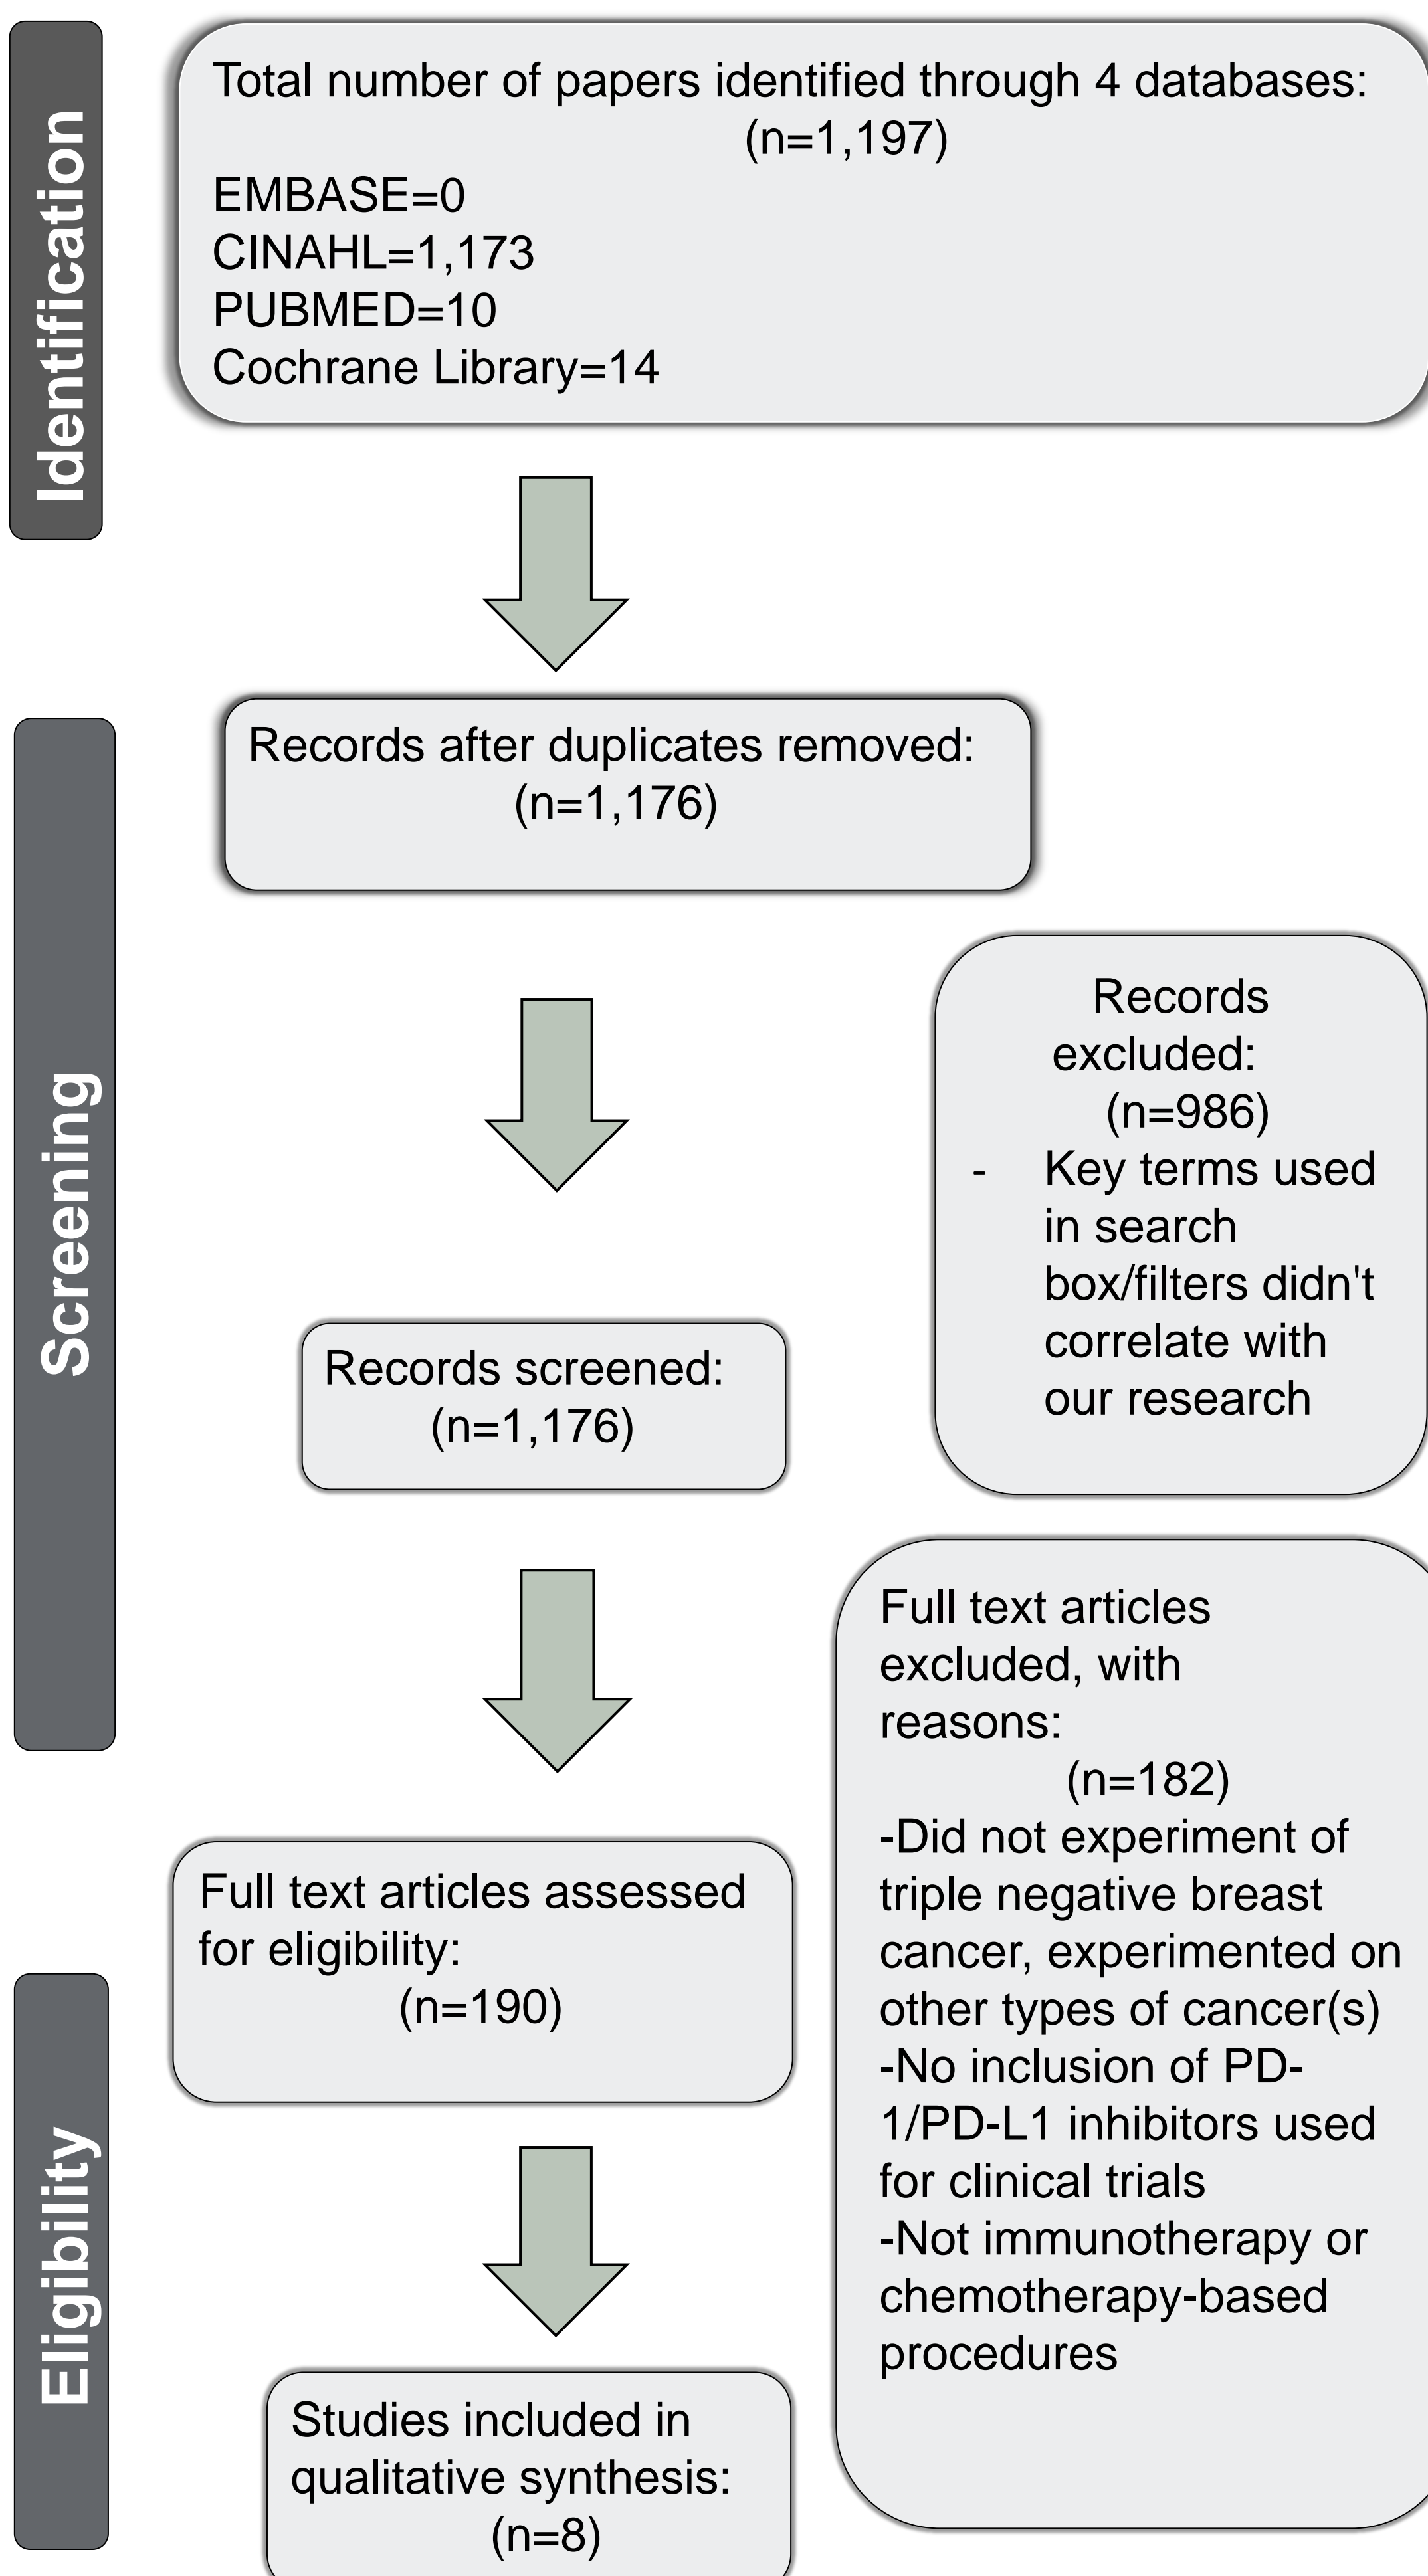 Identification
Total number of papers identified through 4 databases:
(n=1,197)
EMBASE=0
CINAHL=1,173
PUBMED=10
Cochrane Library=14
Screening
Records after duplicates removed:
(n=1,176)
Records
excluded:
(n=986)
- Key terms used
in search
box/filters didn't
correlate with
our research
Records screened:
(n=1,176)
Full text articles
excluded, with
reasons:
(n=182)
-Did not experiment of
triple negative breast
cancer, experimented on
other types of cancer(s)
-No inclusion of PD-
1/PD-L1 inhibitors used
for clinical trials
-Not immunotherapy or
chemotherapy-based
procedures
Full text articles assessed
for eligibility:
(n=190)
Eligibility
Studies included in
qualitative synthesis:
(n=8)